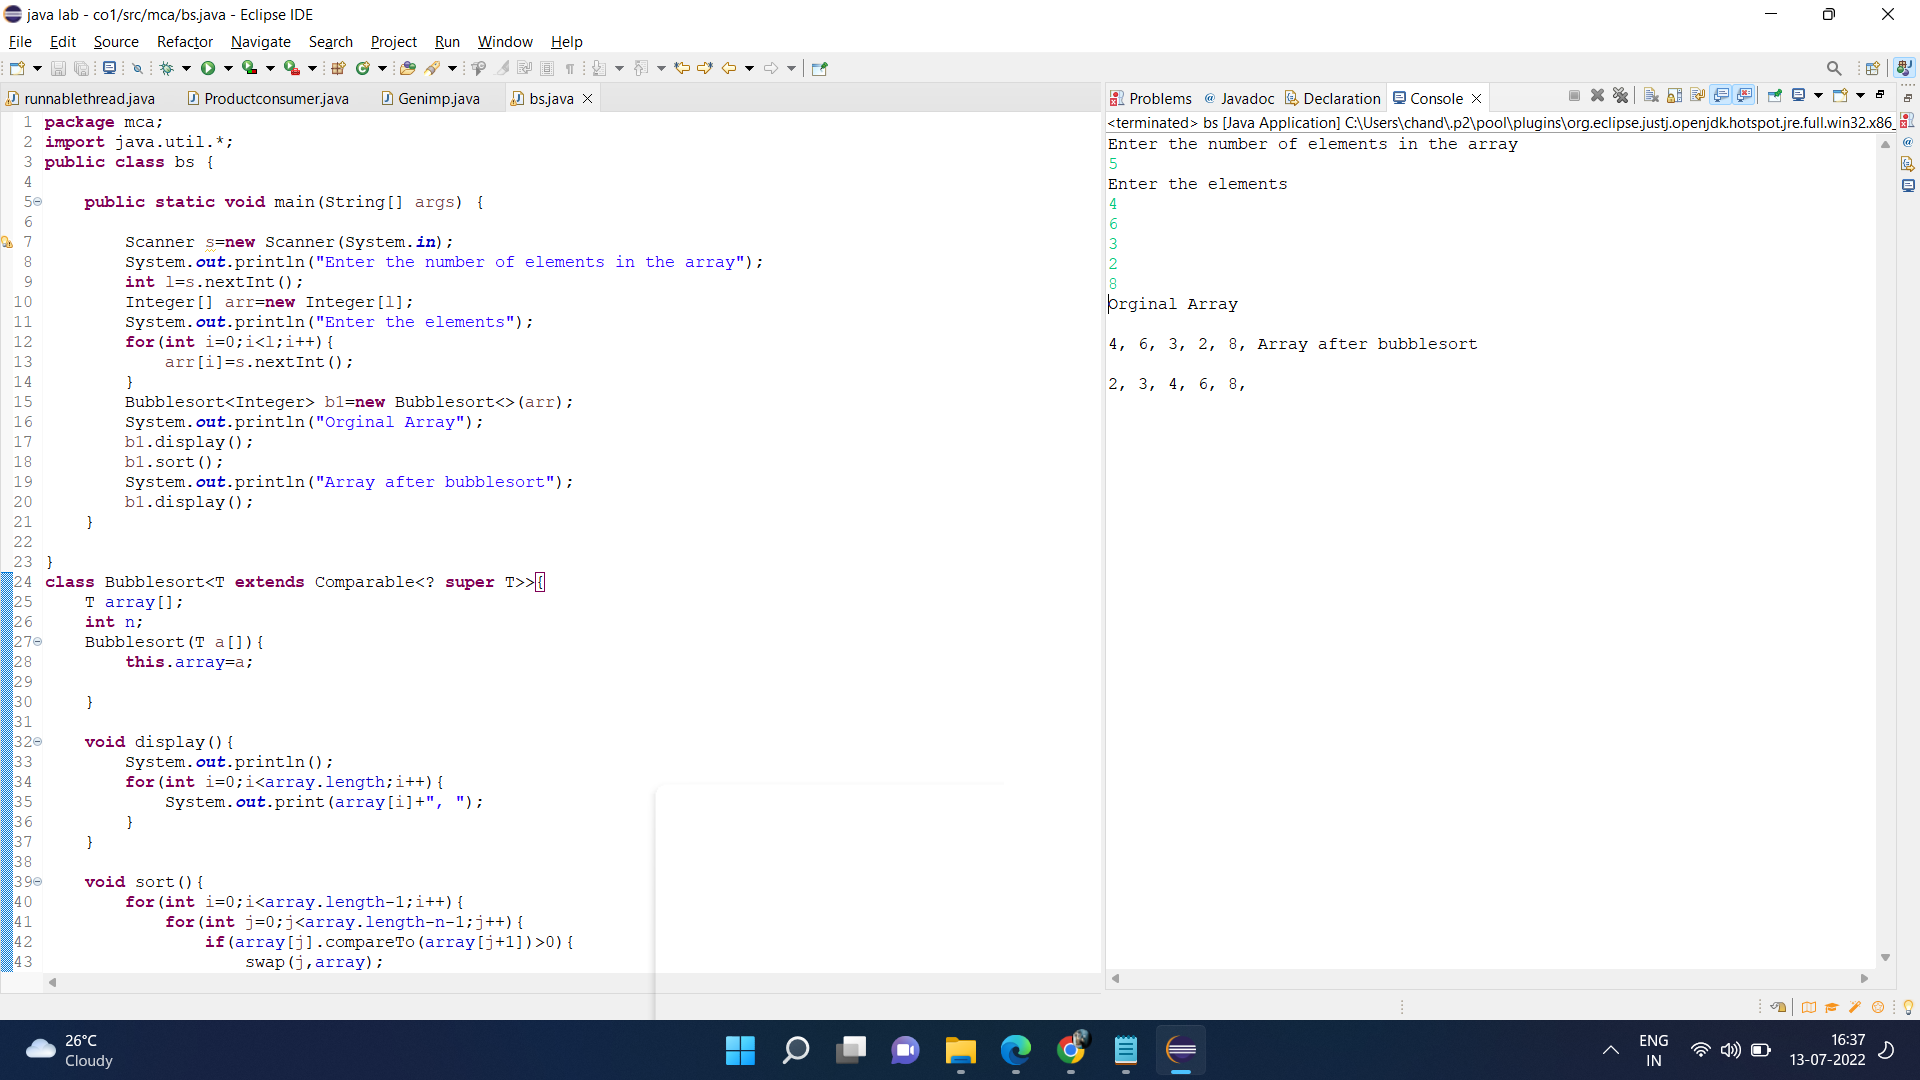 java lab - co1/src/mca/bs.java - Eclipse IDE
File Edit Source Refactor Navigate Search Project Run Window Help
runnablethread.java Productconsumer.java Genimp.java bs.java
1 package mca;
2 import java.util.*;
3 public class bs {
4
5 public static void main(String[] args) {
6
7 Scanner s=new Scanner(System.in);
8 System.out.println("Enter the number of elements in the array");
9 int l=s.nextInt();
10 Integer[] arr=new Integer[l];
11 System.out.println("Enter the elements");
12 for(int i=0;i<l;i++){
13 arr[i]=s.nextInt();
14 }
15 Bubblesort<Integer> b1=new Bubblesort<>(arr);
16 System.out.println("Orginal Array");
17 b1.display();
18 b1.sort();
19 System.out.println("Array after bubblesort");
20 b1.display();
21 }
22
23 }
24 class Bubblesort<T extends Comparable<? super T>>{
25 T array[];
26 int n;
27 Bubblesort(T a[]){
28 this.array=a;
29
30 }
31
32 void display(){
33 System.out.println();
34 for(int i=0;i<array.length;i++){
35 System.out.print(array[i]+", ");
36 }
37 }
38
39 void sort(){
40 for(int i=0;i<array.length-1;i++){
41 for(int j=0;j<array.length-n-1;j++){
42 if(array[j].compareTo(array[j+1])>0){
43 swap(j,array);
Problems Javadoc Declaration Console
<terminated> bs [Java Application] C:\Users\chand\.p2\pool\plugins\org.eclipse.justj.openjdk.hotspot.jre.full.win32.x86_
Enter the number of elements in the array
5
Enter the elements
4
6
3
2
8
Orginal Array
4, 6, 3, 2, 8, Array after bubblesort
2, 3, 4, 6, 8,
26°C
Cloudy
ENG
IN
16:37
13-07-2022